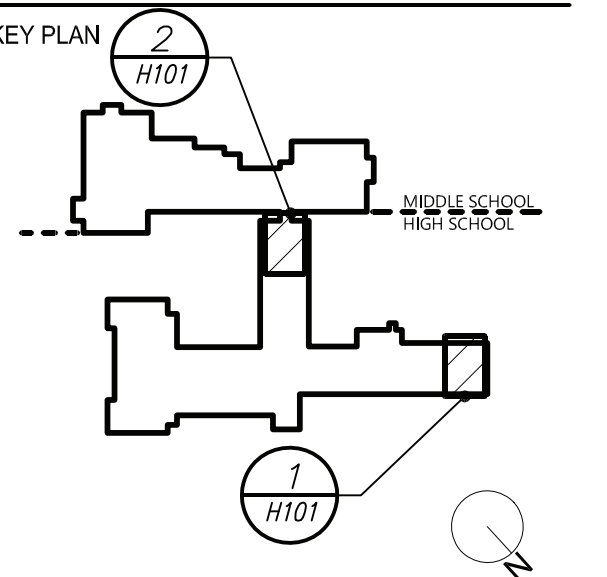 KEY PLAN
2
H101
MIDDLE SCHOOL
HIGH SCHOOL
1
H101
N